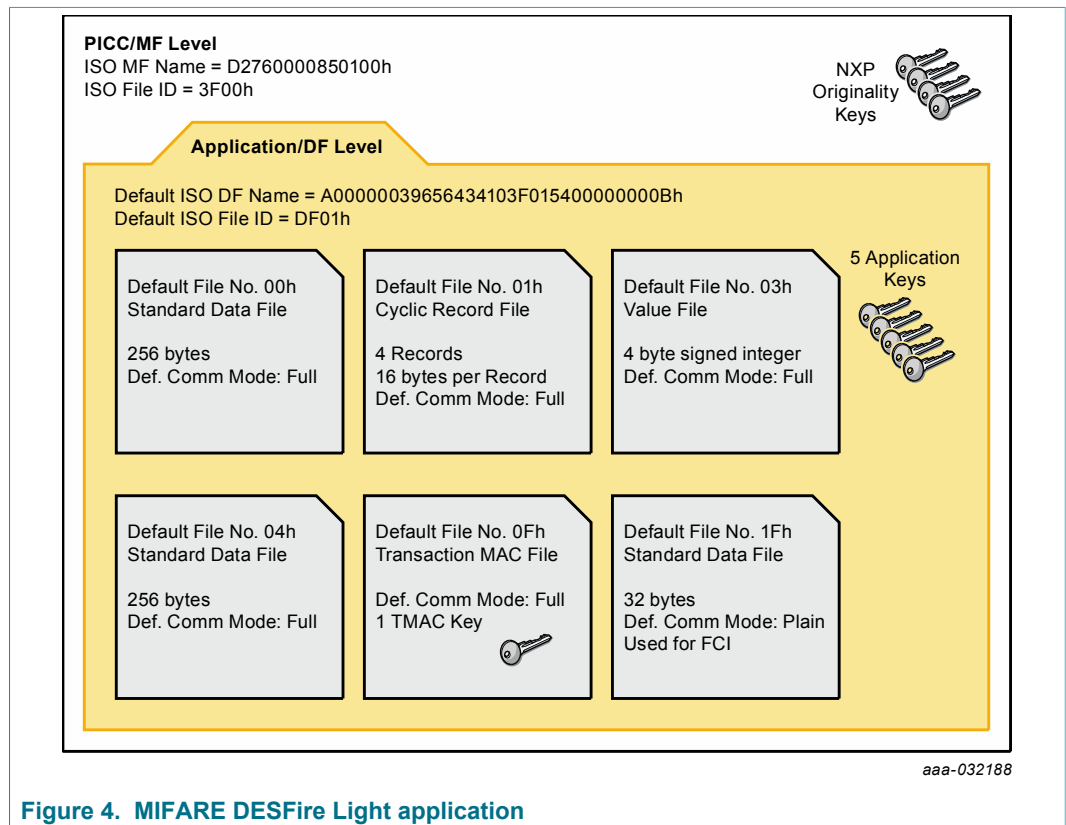 PICC/MF Level
ISO MF Name = D2760000850100h
ISO File ID = 3F00h
NXP
Originality
Keys
Application/DF Level
Default ISO DF Name = A00000039656434103F015400000000Bh
Default ISO File ID = DF01h
5 Application
Keys
Default File No. 00h
Standard Data File
256 bytes
Def. Comm Mode: Full
Default File No. 01h
Cyclic Record File
4 Records
16 bytes per Record
Def. Comm Mode: Full
Default File No. 03h
Value File
4 byte signed integer
Def. Comm Mode: Full
Default File No. 04h
Standard Data File
256 bytes
Def. Comm Mode: Full
Default File No. 0Fh
Transaction MAC File
Def. Comm Mode: Full
1 TMAC Key
Default File No. 1Fh
Standard Data File
32 bytes
Def. Comm Mode: Plain
Used for FCI
aaa-032188
Figure 4. MIFARE DESFire Light application